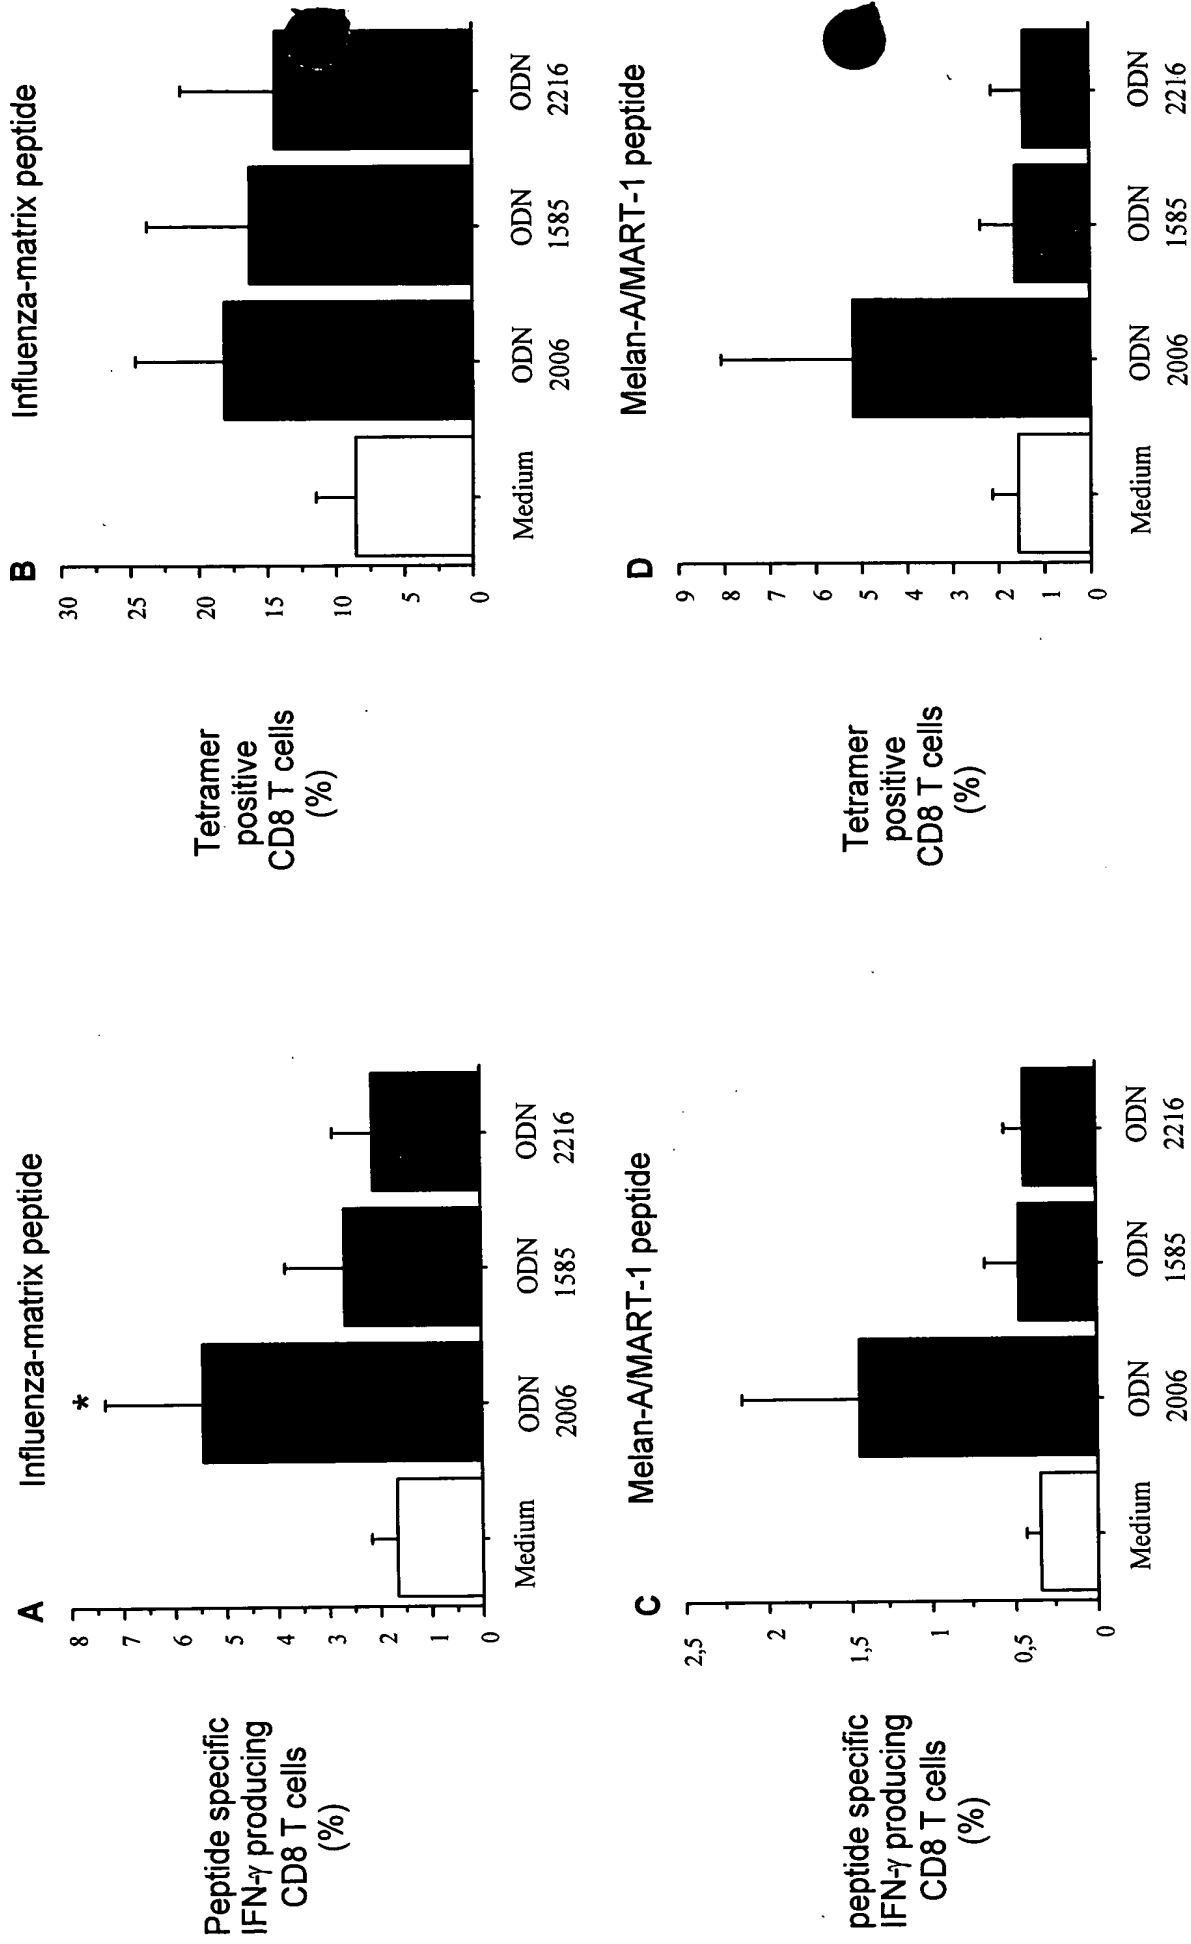 A
Influenza-matrix peptide
Peptide specific
IFN-γ producing
CD8 T cells
(%)
8
7
6
5
4
3
2
1
0
*
Medium
ODN
2006
ODN
1585
ODN
2216
B
Influenza-matrix peptide
Tetramer
positive
CD8 T cells
(%)
30
25
20
15
10
5
0
Medium
ODN
2006
ODN
1585
ODN
2216
C
Melan-A/MART-1 peptide
peptide specific
IFN-γ producing
CD8 T cells
(%)
2,5
2
1,5
1
0,5
0
Medium
ODN
2006
ODN
1585
ODN
2216
D
Melan-A/MART-1 peptide
Tetramer
positive
CD8 T cells
(%)
9
8
7
6
5
4
3
2
1
0
Medium
ODN
2006
ODN
1585
ODN
2216